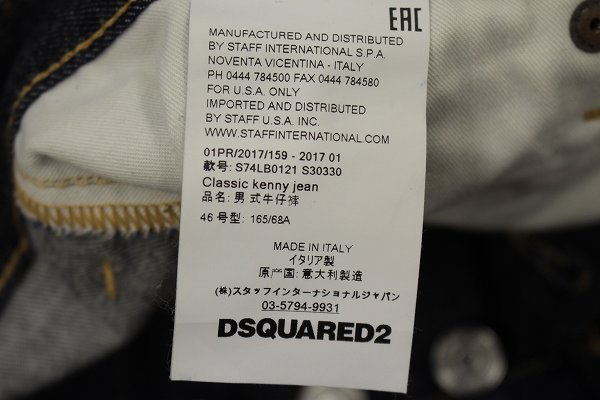 EAC
MANUFACTURED AND DISTRIBUTED
BY STAFF INTERNATIONAL S.P.A.
NOVENTA VICENTINA - ITALY
PH 0444 784500 FAX 0444 784580
FOR U.S.A. ONLY
IMPORTED AND DISTRIBUTED
BY STAFF U.S.A. INC.
WWW.STAFFINTERNATIONAL.COM
01PR/2017/159 - 2017 01
款号: S74LB0121 S30330
Classic kenny jean
品名: 男 式牛仔裤
46 号型: 165/68A
MADE IN ITALY
イタリア製
原产国: 意大利製造
(株)スタッフインターナショナルジャパン
03-5794-9931
DSQUARED2